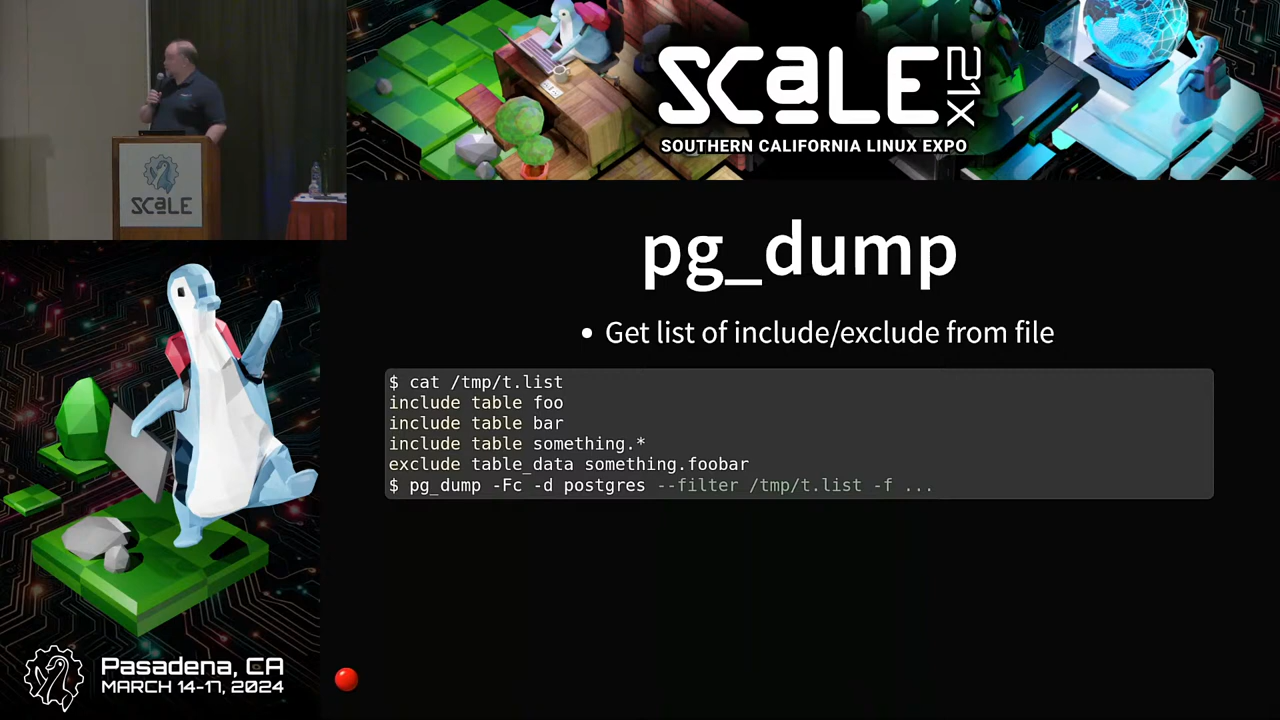 SCaLE
21x
SOUTHERN CALIFORNIA LINUX EXPO
SCaLE
pg_dump
• Get list of include/exclude from file
$ cat /tmp/t.list
include table foo
include table bar
include table something.*
exclude table_data something.foobar
$ pg_dump -Fc -d postgres --filter /tmp/t.list -f ...
Pasadena, CA
MARCH 14-17, 2024